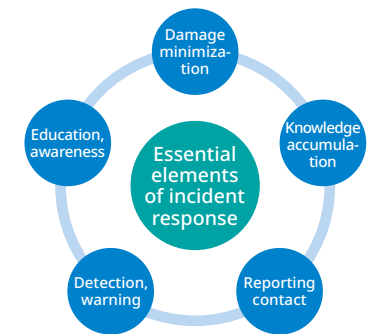 Damage
minimiza-
tion
Knowledge
accumula-
tion
Reporting
contact
Detection,
warning
Education,
awareness
Essential
elements
of incident
response